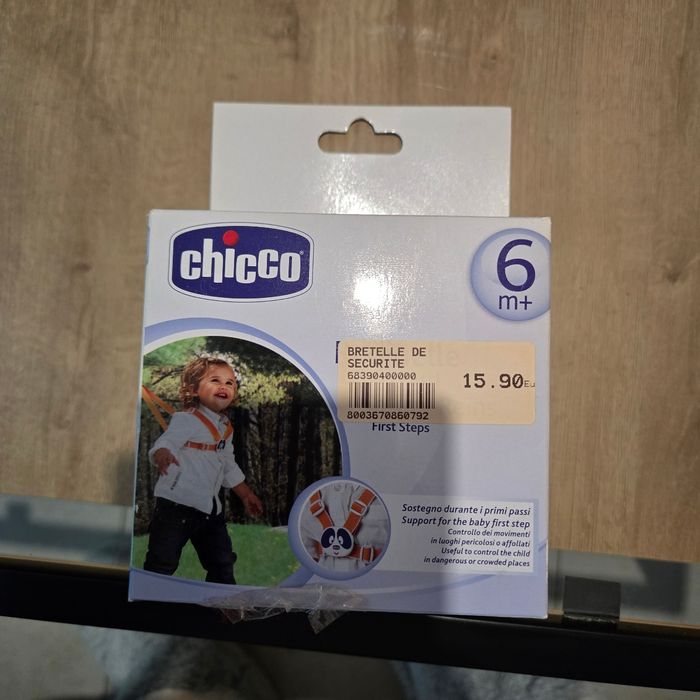 chicco
6
m+
BRETELLE DE
SECURITE
68390400000
15.90Eu
8003670860792
First Steps
Sostegno durante i primi passi
Support for the baby first step
Controllo dei movimenti
in luoghi pericolosi o affollati
Useful to control the child
in dangerous or crowded places